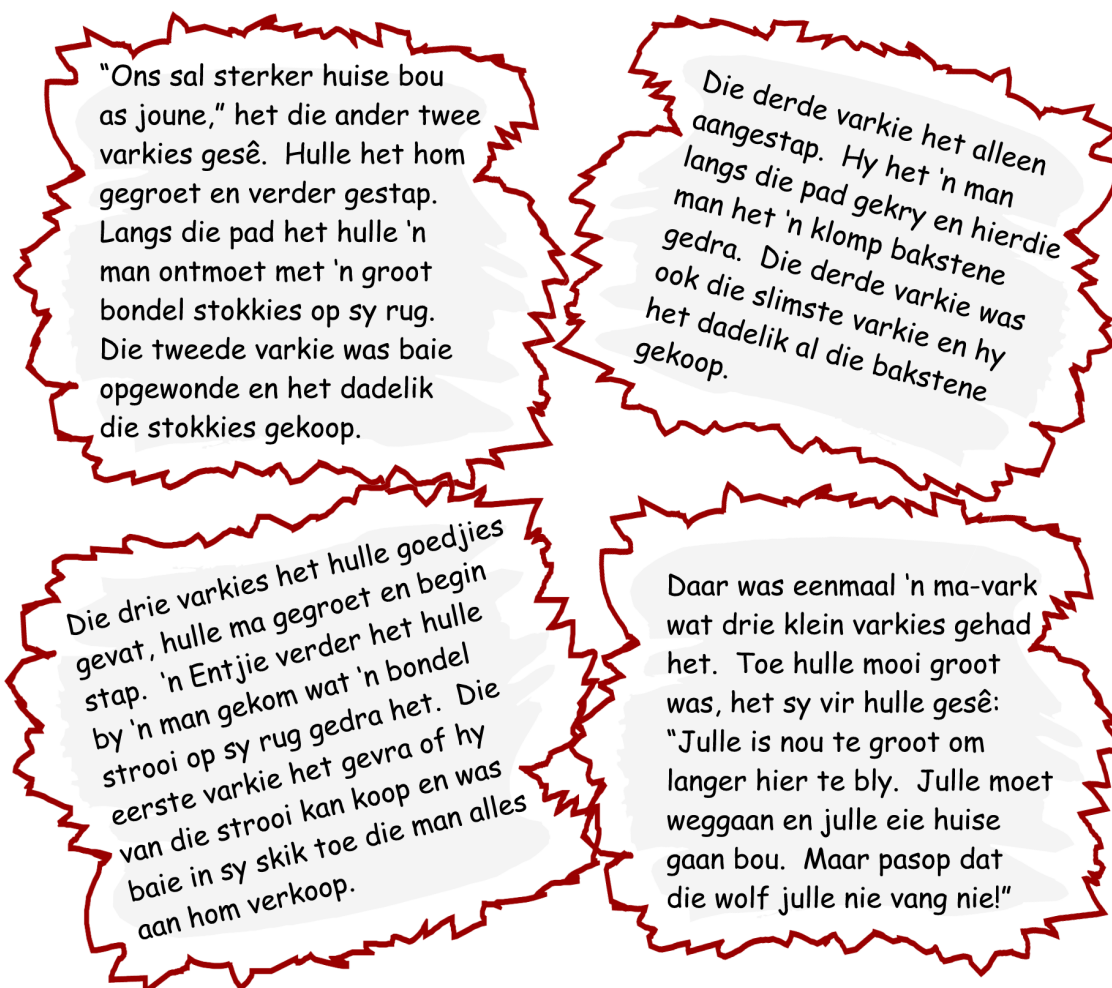 “Ons sal sterker huise bou
as joune,” het die ander twee
varkies gesê. Hulle het hom
gegroet en verder gestap.
Langs die pad het hulle ‘n
man ontmoet met ‘n groot
bondel stokkies op sy rug.
Die tweede varkie was baie
opgewonde en het dadelik
die stokkies gekoop.
Die derde varkie het alleen
aangestap. Hy het ‘n man
langs die pad gekry en hierdie
man het ‘n klomp bakstene
gedra. Die derde varkie was
ook die slimste varkie en hy
het dadelik al die bakstene
gekoop.
Die drie varkies het hulle goedjies
gevat, hulle ma gegroet en begin
stap. ‘n Entjie verder het hulle
by ‘n man gekom wat ‘n bondel
strooi op sy rug gedra het. Die
eerste varkie het gevra of hy
van die strooi kan koop en was
baie in sy skik toe die man alles
aan hom verkoop.
Daar was eenmaal ‘n ma-vark
wat drie klein varkies gehad
het. Toe hulle mooi groot
was, het sy vir hulle gesê:
“Julle is nou te groot om
langer hier te bly. Julle moet
weggaan en julle eie huise
gaan bou. Maar pasop dat
die wolf julle nie vang nie!”